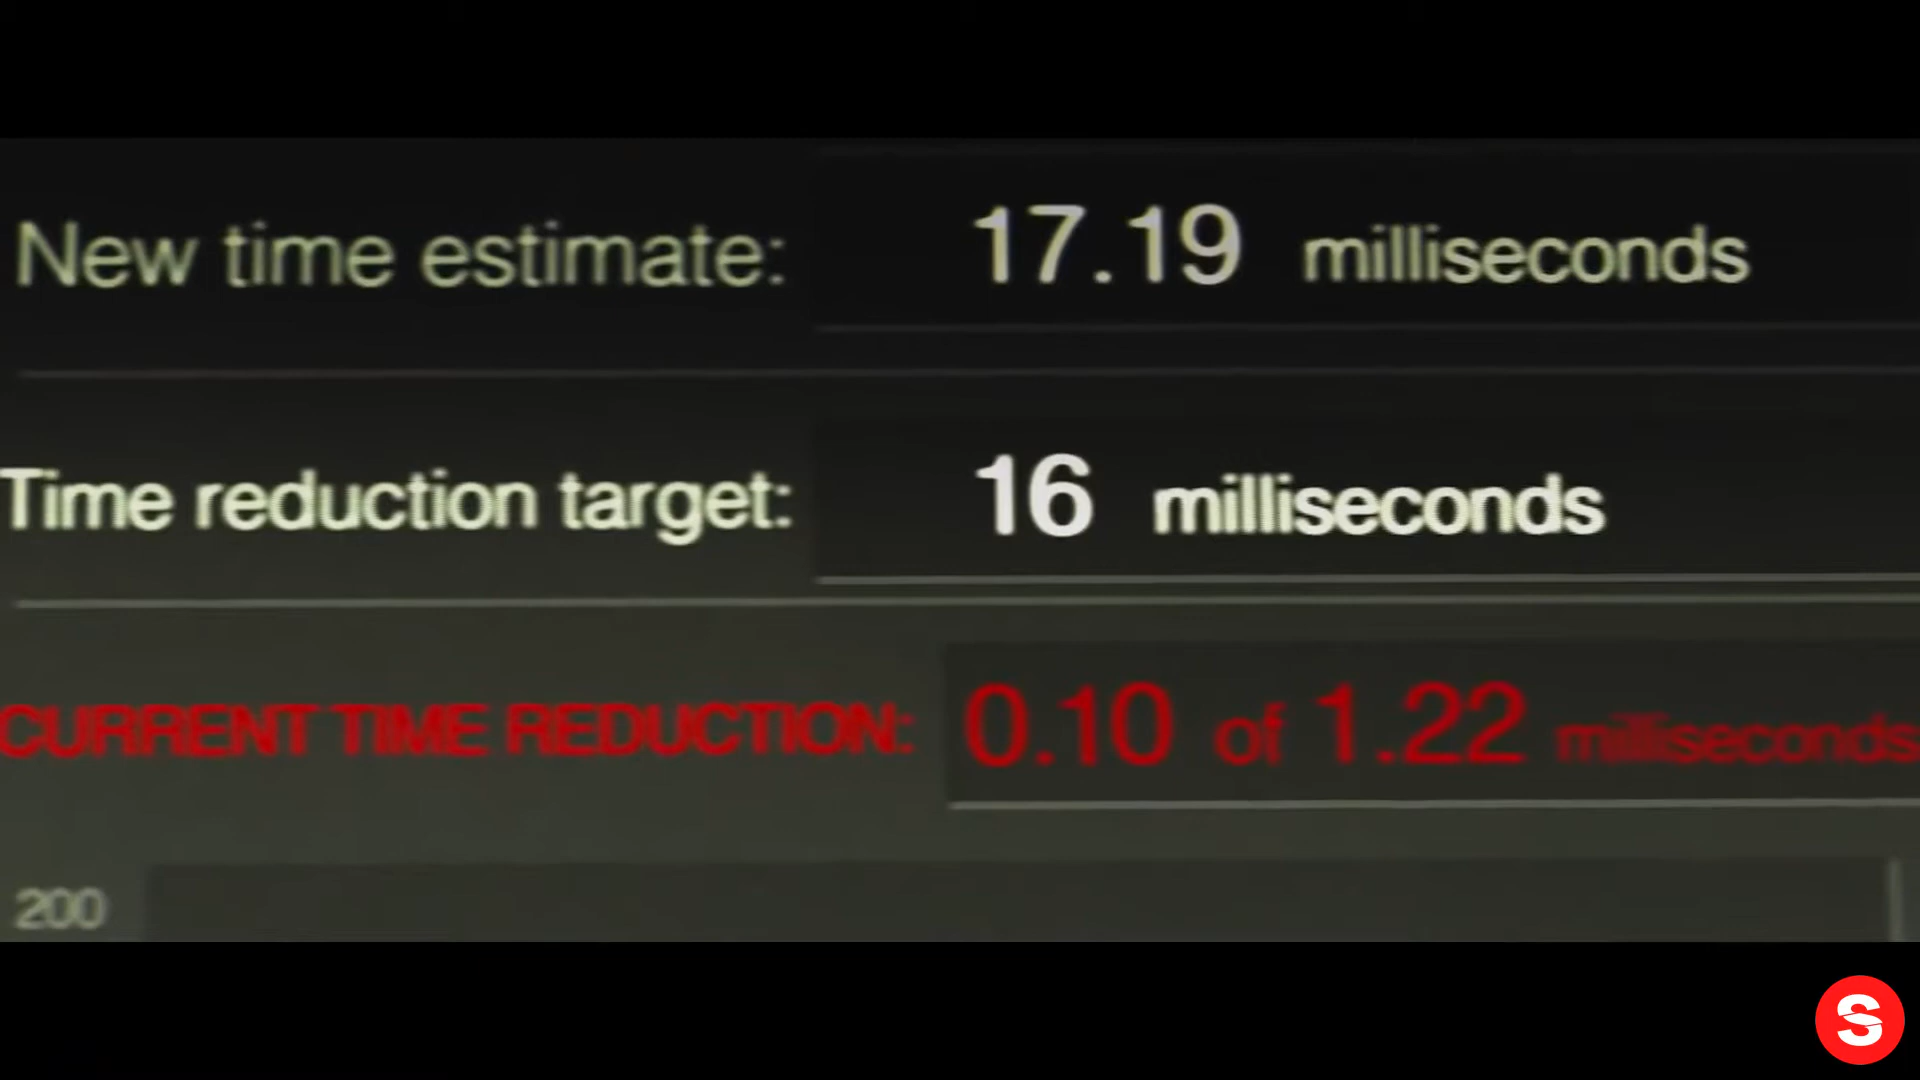 New time estimate: 17.19 milliseconds
Time reduction target: 16 milliseconds
CURRENT TIME REDUCTION: 0.10 of 1.22 milliseconds
200
S